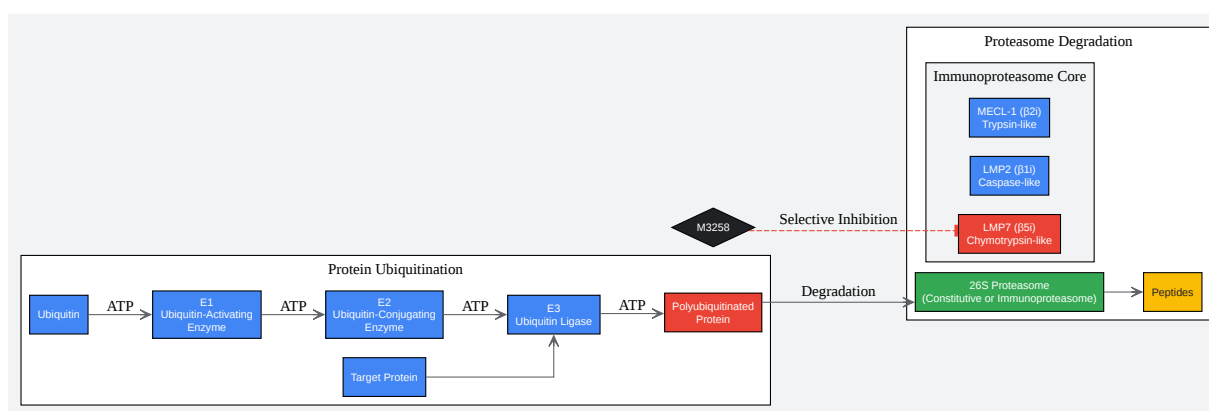 Proteasome Degradation
Immunoproteasome Core
MECL-1 (β2i)
Trypsin-like
LMP2 (β1i)
Caspase-like
LMP7 (β5i)
Chymotrypsin-like
M3258
Selective Inhibition
Protein Ubiquitination
Ubiquitin
ATP
E1
Ubiquitin-Activating
Enzyme
ATP
E2
Ubiquitin-Conjugating
Enzyme
ATP
E3
Ubiquitin Ligase
ATP
Polyubiquitinated
Protein
Target Protein
Degradation
26S Proteasome
(Constitutive or Immunoproteasome)
Peptides